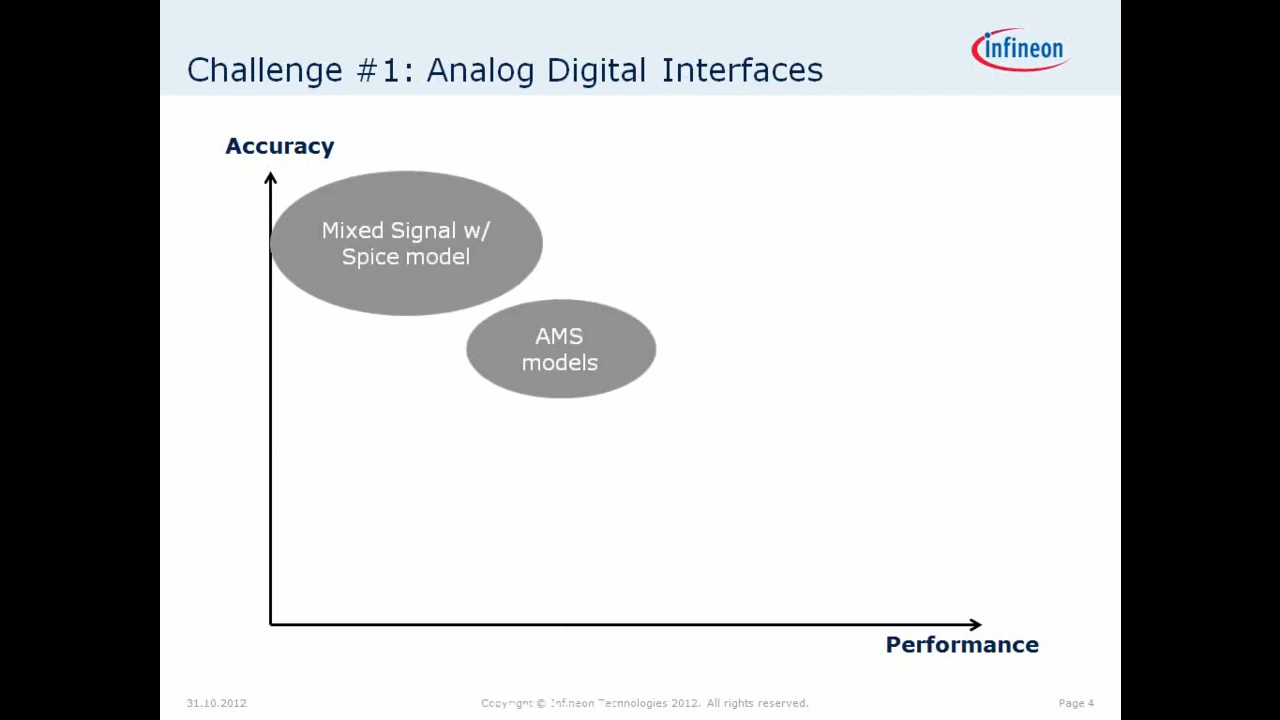 Challenge #1: Analog Digital Interfaces
infineon
Accuracy
Mixed Signal w/
Spice model
AMS
models
Performance
31.10.2012
Copyright © Infineon Technologies 2012. All rights reserved.
Page 4